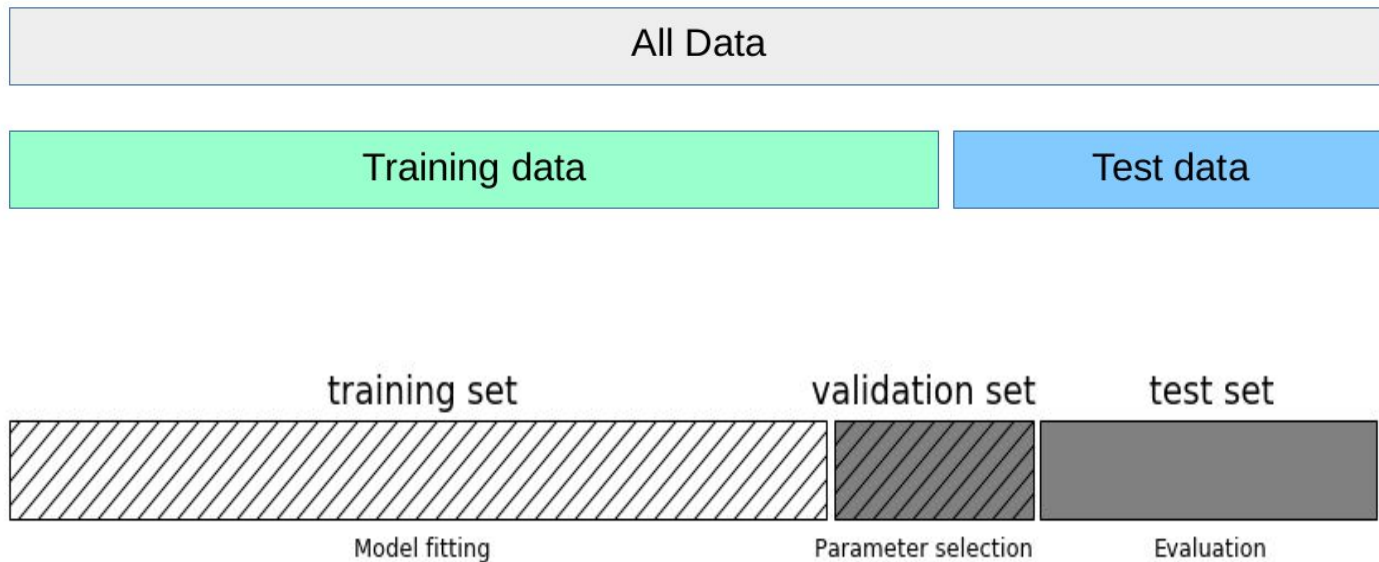 All Data
Training data Test data
training set validation set test set
Model fitting Parameter selection Evaluation